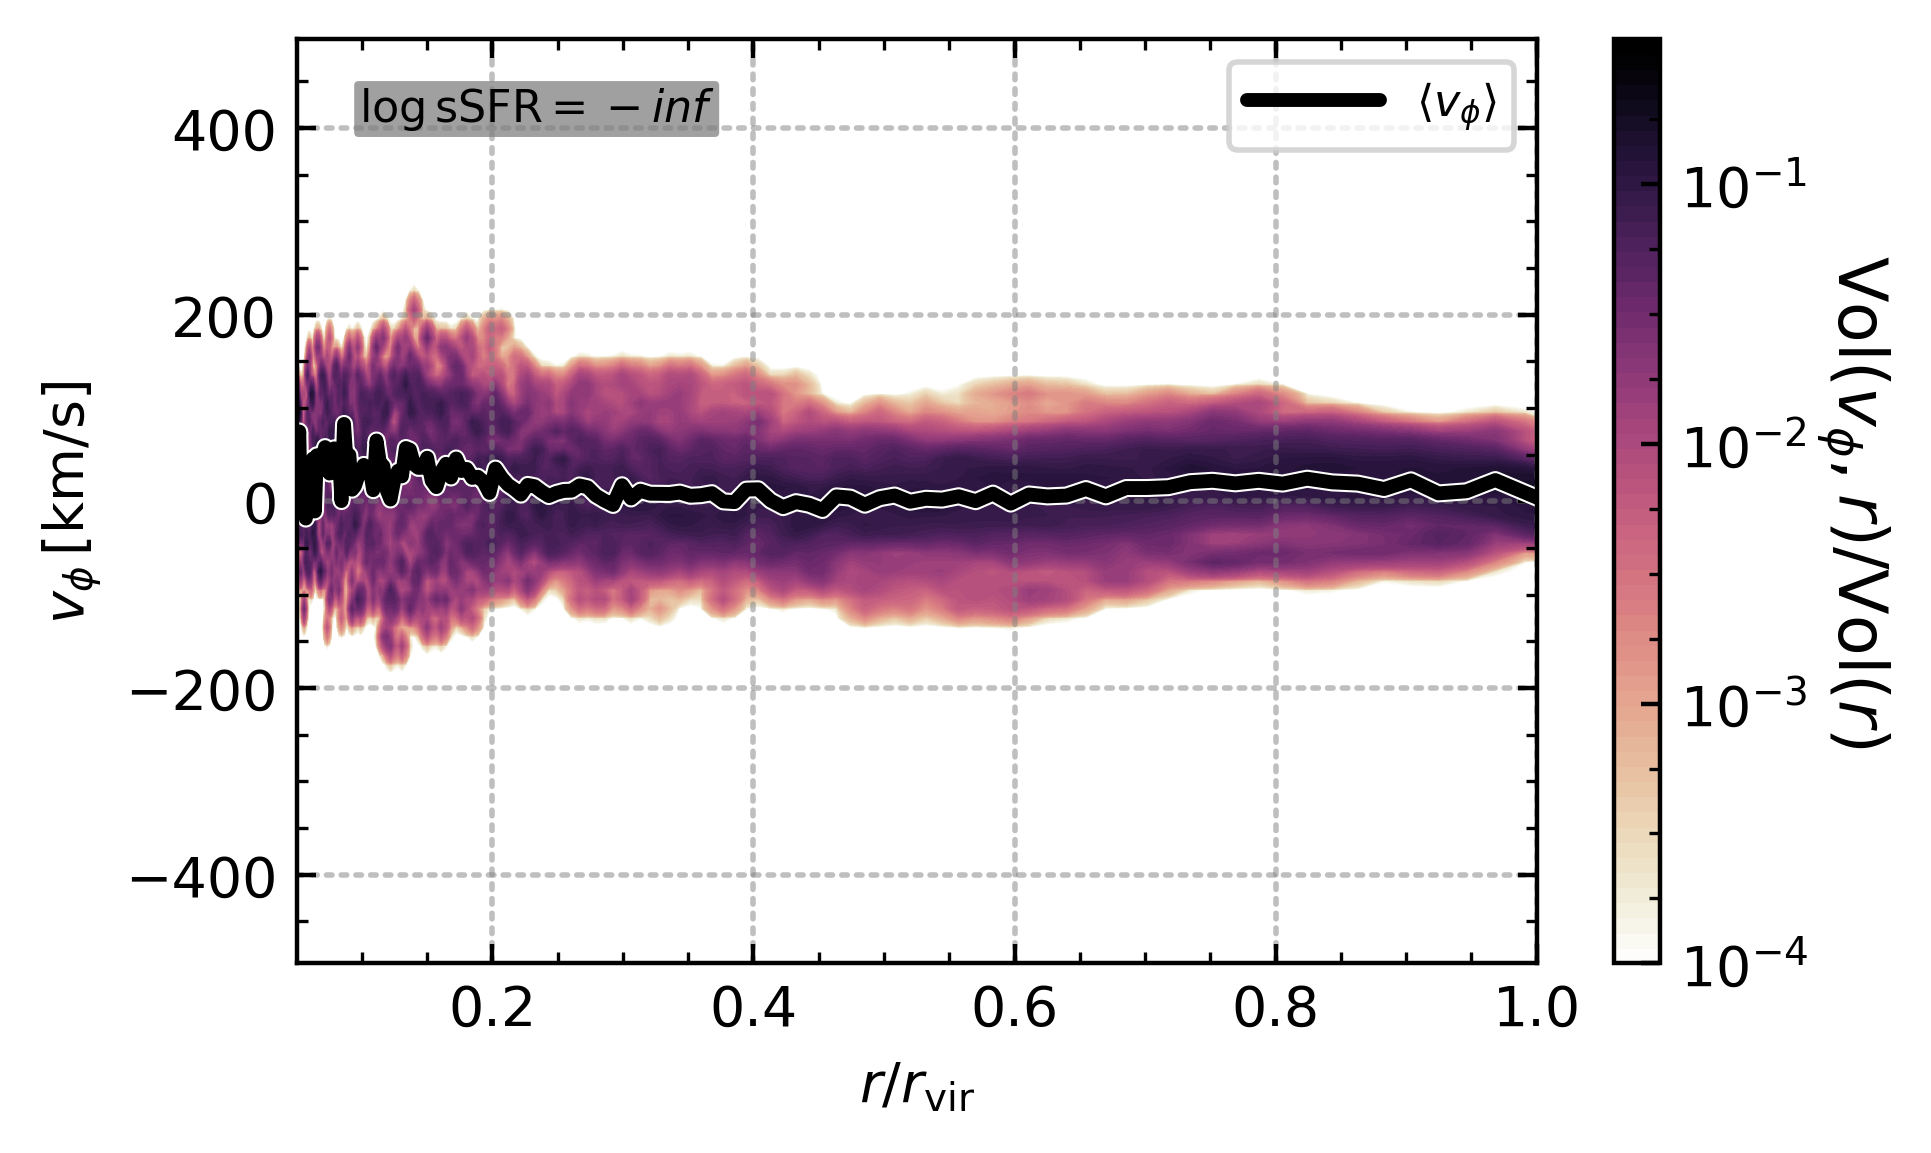 log sSFR = −inf
⟨v_ϕ⟩
v_ϕ [km/s]
400
200
0
−200
−400
0.2 0.4 0.6 0.8 1.0
r/r_vir
10⁻¹
10⁻²
10⁻³
10⁻⁴
Vol(v_ϕ, r)/Vol(r)